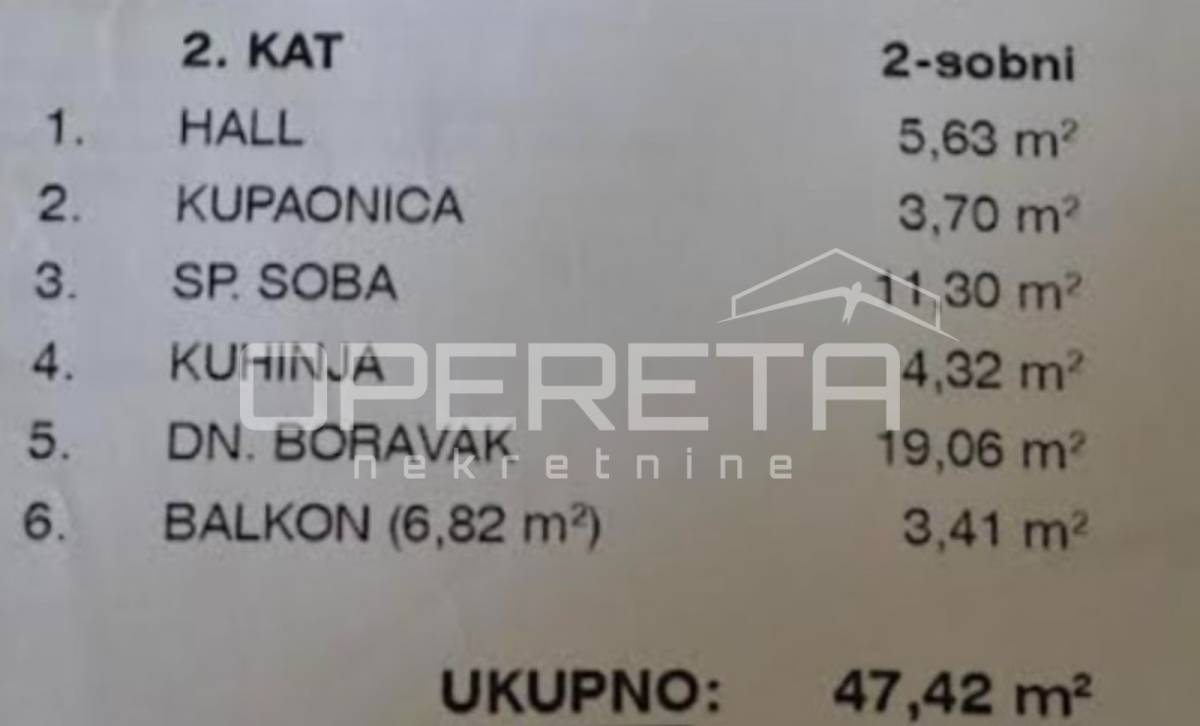 2. KAT 2-sobni
1. HALL 5,63 m²
2. KUPAONICA 3,70 m²
3. SP. SOBA 11,30 m²
4. KUHINJA 4,32 m²
OPERETA
5. DN. BORAVAK 19,06 m²
nekretnine
6. BALKON (6,82 m²) 3,41 m²
UKUPNO: 47,42 m²